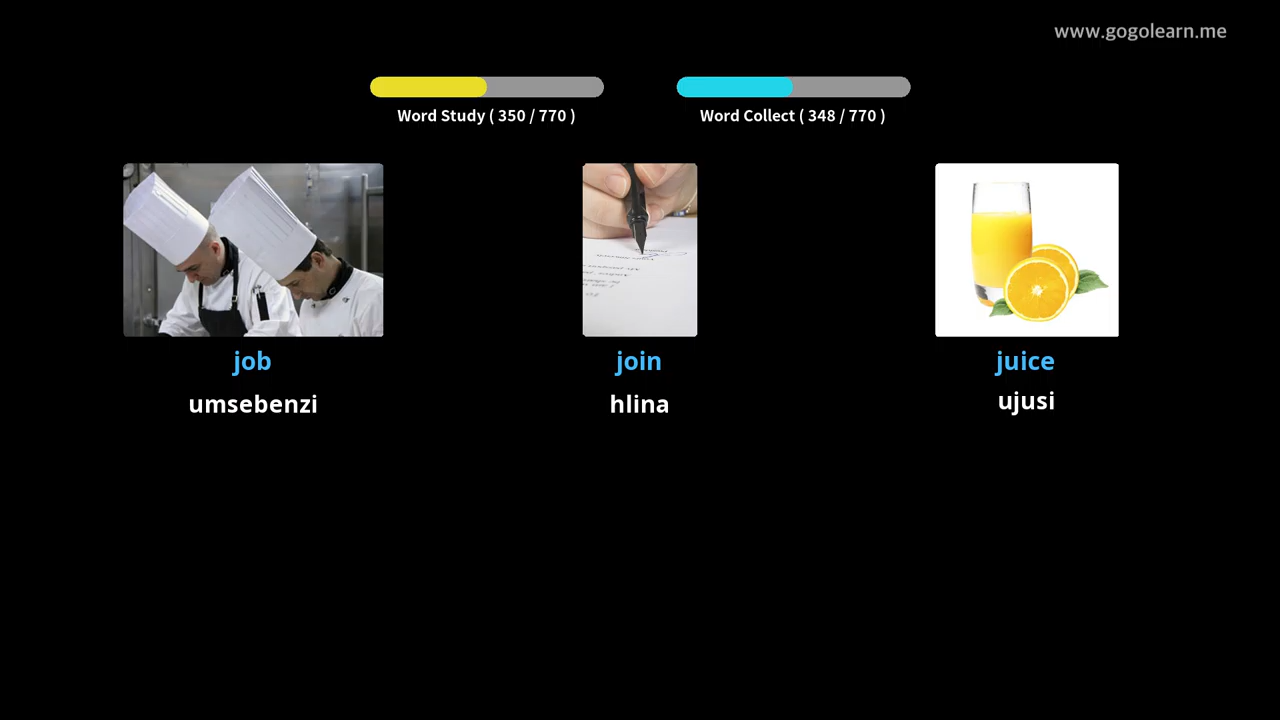 www.gogolearn.me
Word Study ( 350 / 770 )
Word Collect ( 348 / 770 )
job
join
juice
umsebenzi
hlina
ujusi